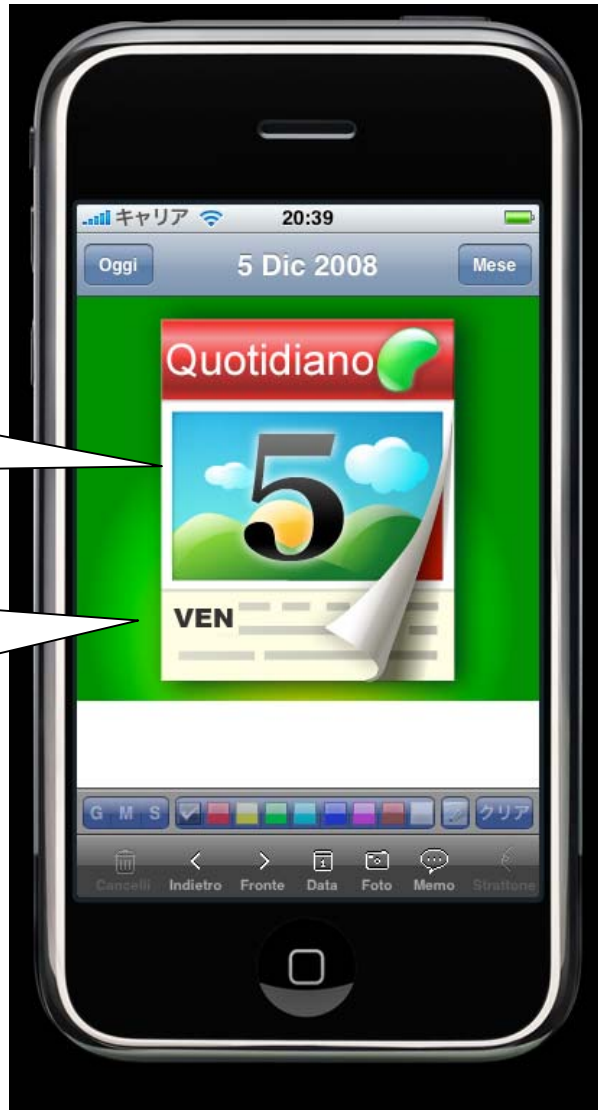 キャリア 20:39
Oggi 5 Dic 2008 Mese
Quotidiano
5
VEN
G M S クリア
1
Cancelli Indietro Fronte Data Foto Memo Strattone